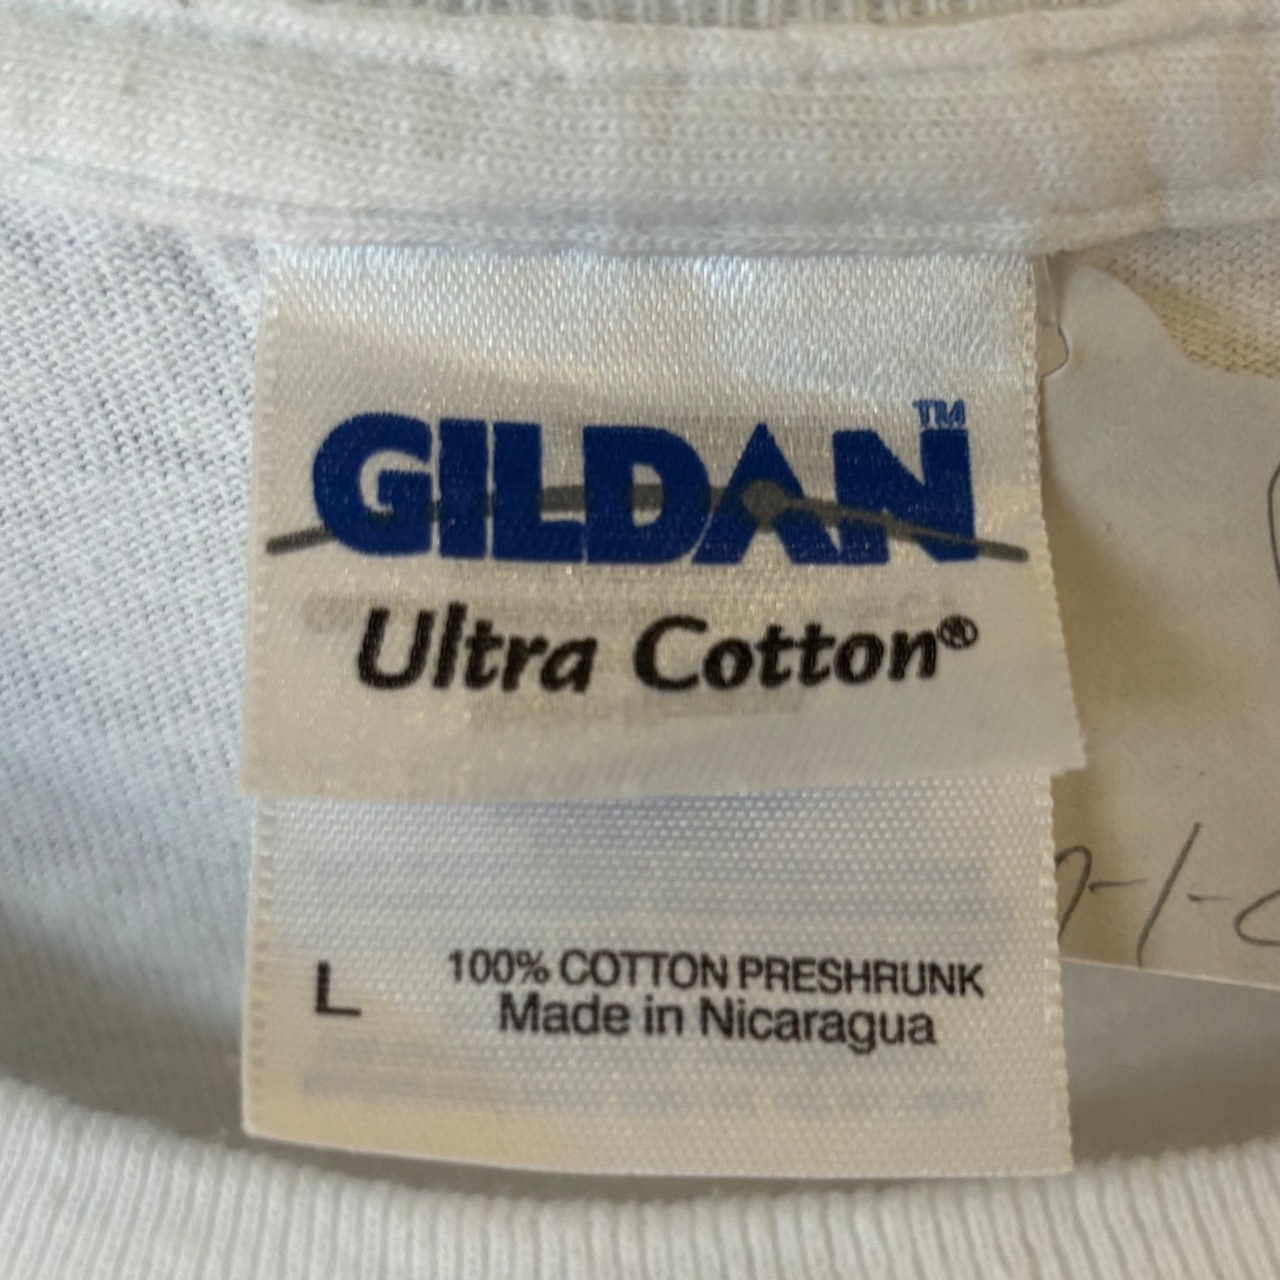 GILDAN™
Ultra Cotton®
L
100% COTTON PRESHRUNK
Made in Nicaragua